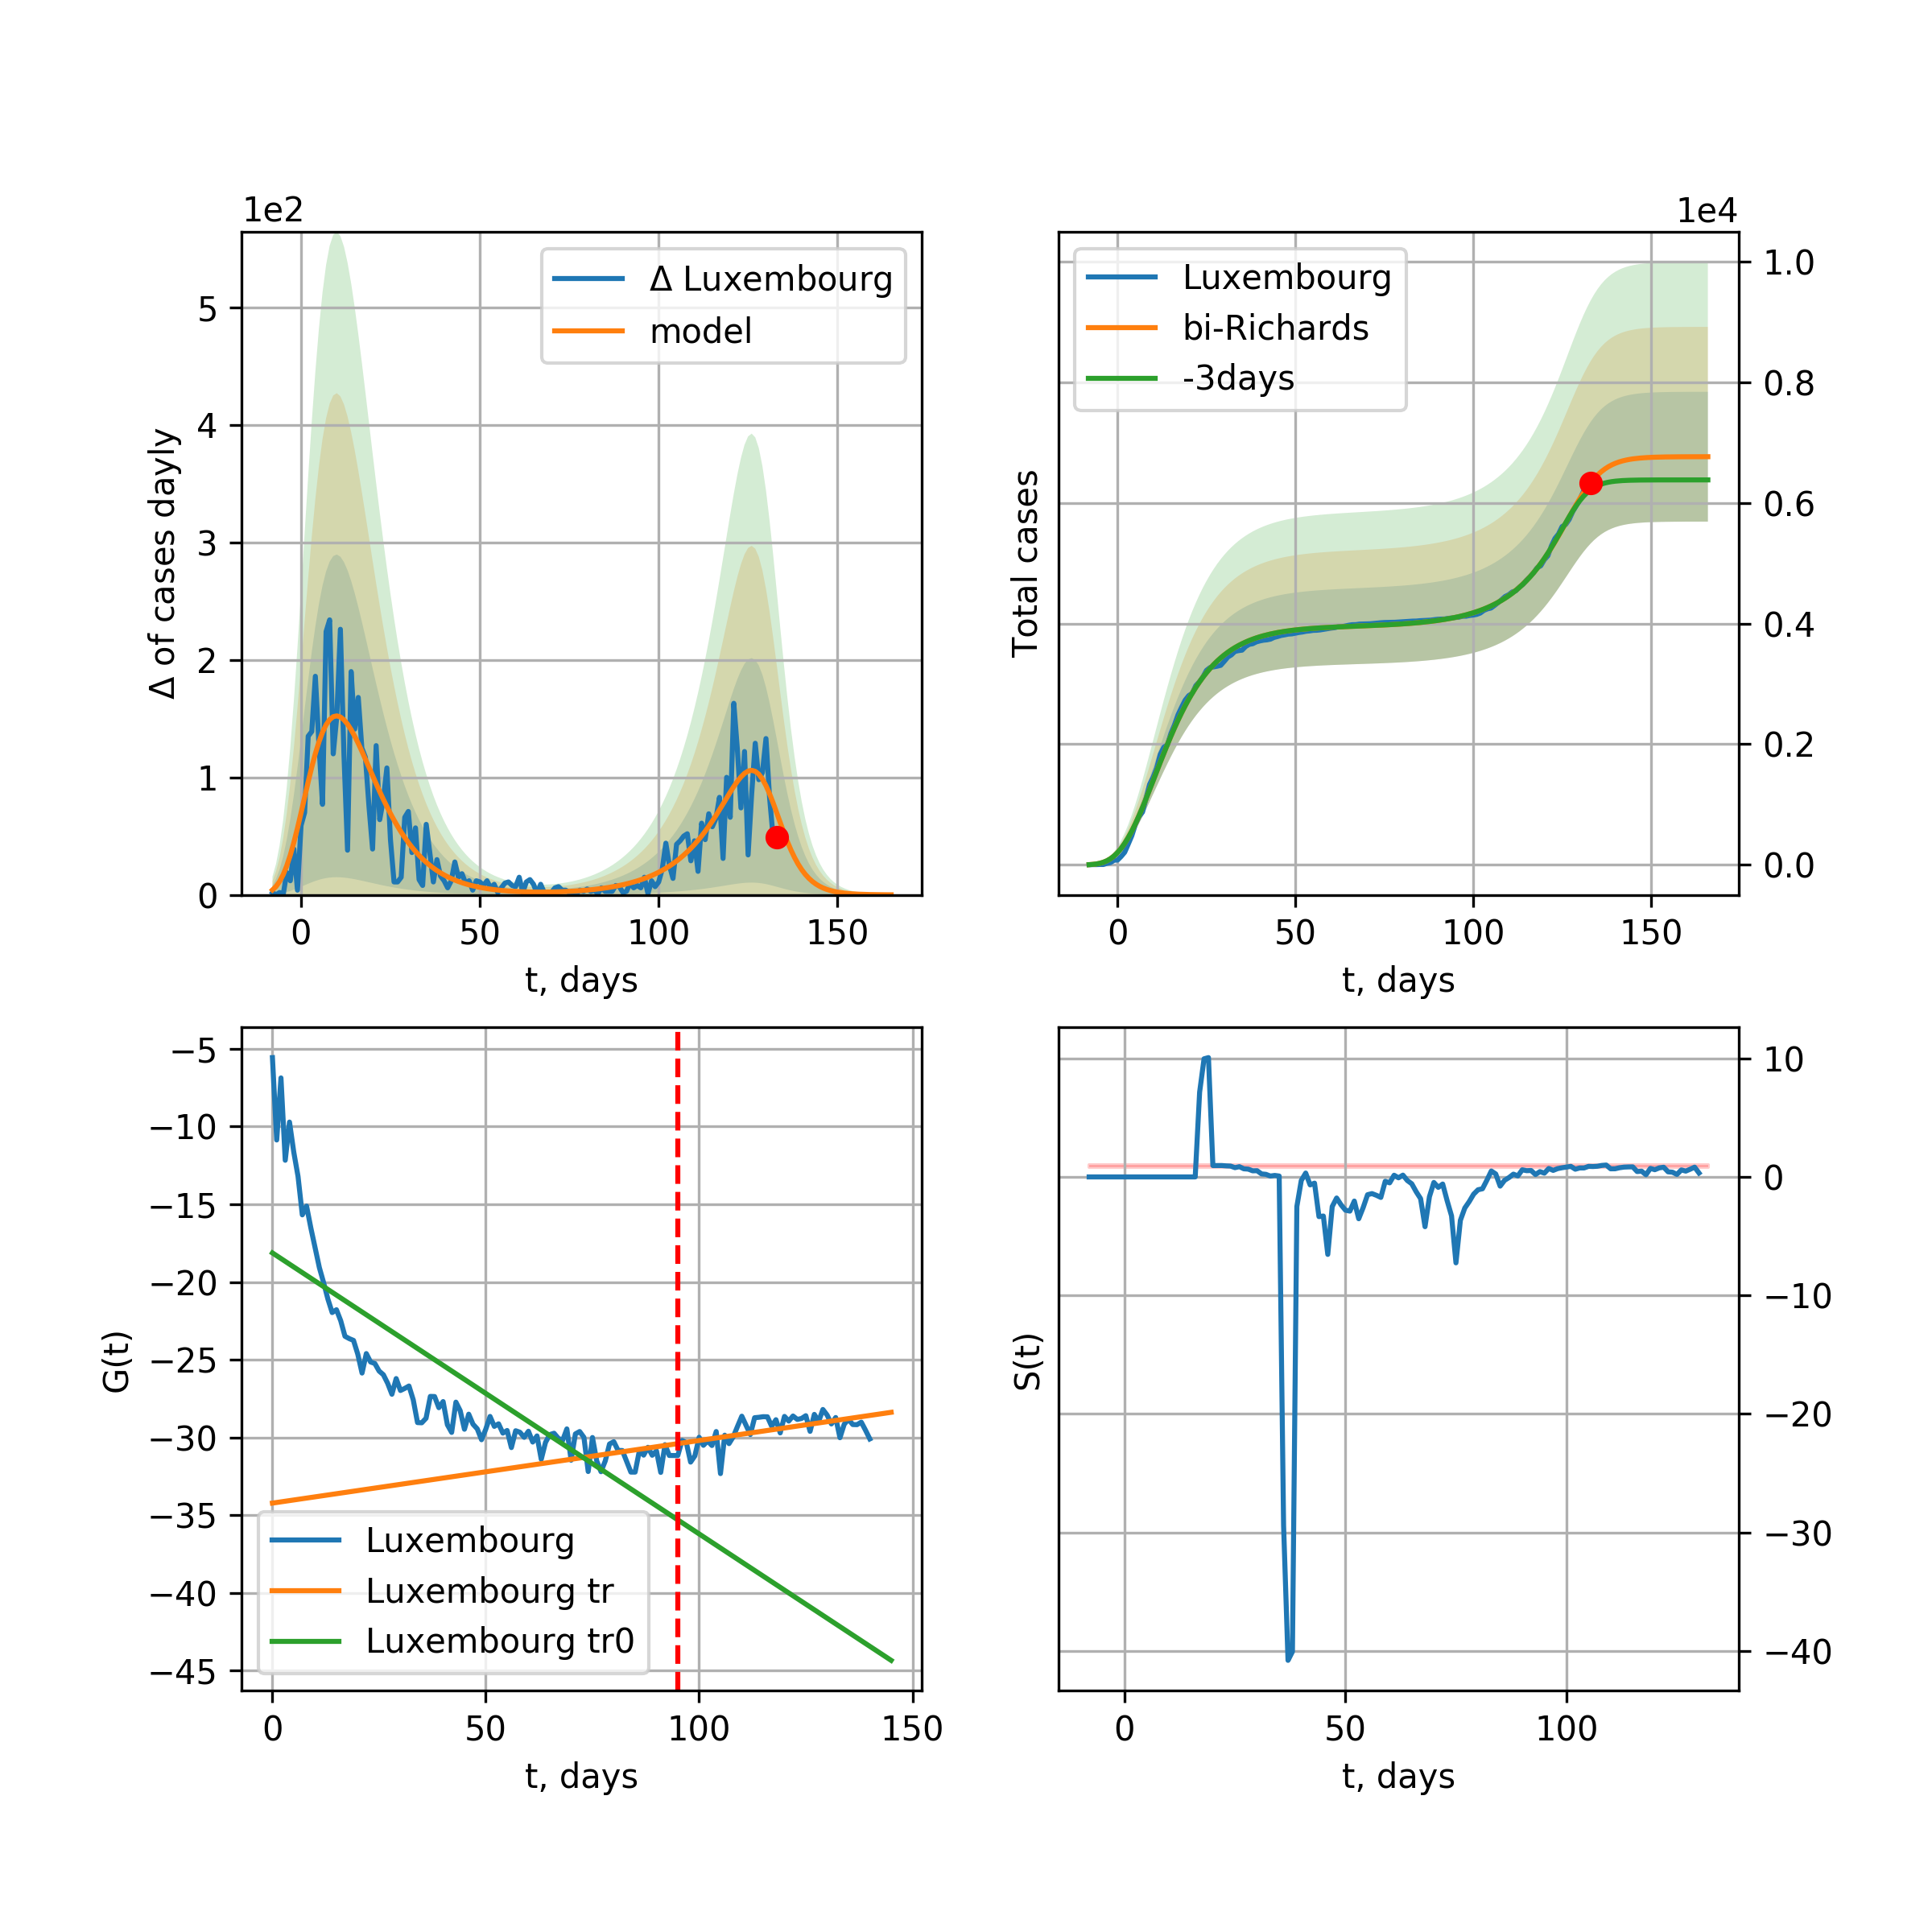 1e2
Δ of cases dayly
5
4
3
2
1
0
Δ Luxembourg
model
0
50
100
150
t, days
1e4
Total cases
Luxembourg
bi-Richards
-3days
1.0
0.8
0.6
0.4
0.2
0.0
0
50
100
150
t, days
G(t)
−5
−10
−15
−20
−25
−30
−35
−40
−45
Luxembourg
Luxembourg tr
Luxembourg tr0
0
50
100
150
t, days
S(t)
10
0
−10
−20
−30
−40
0
50
100
t, days